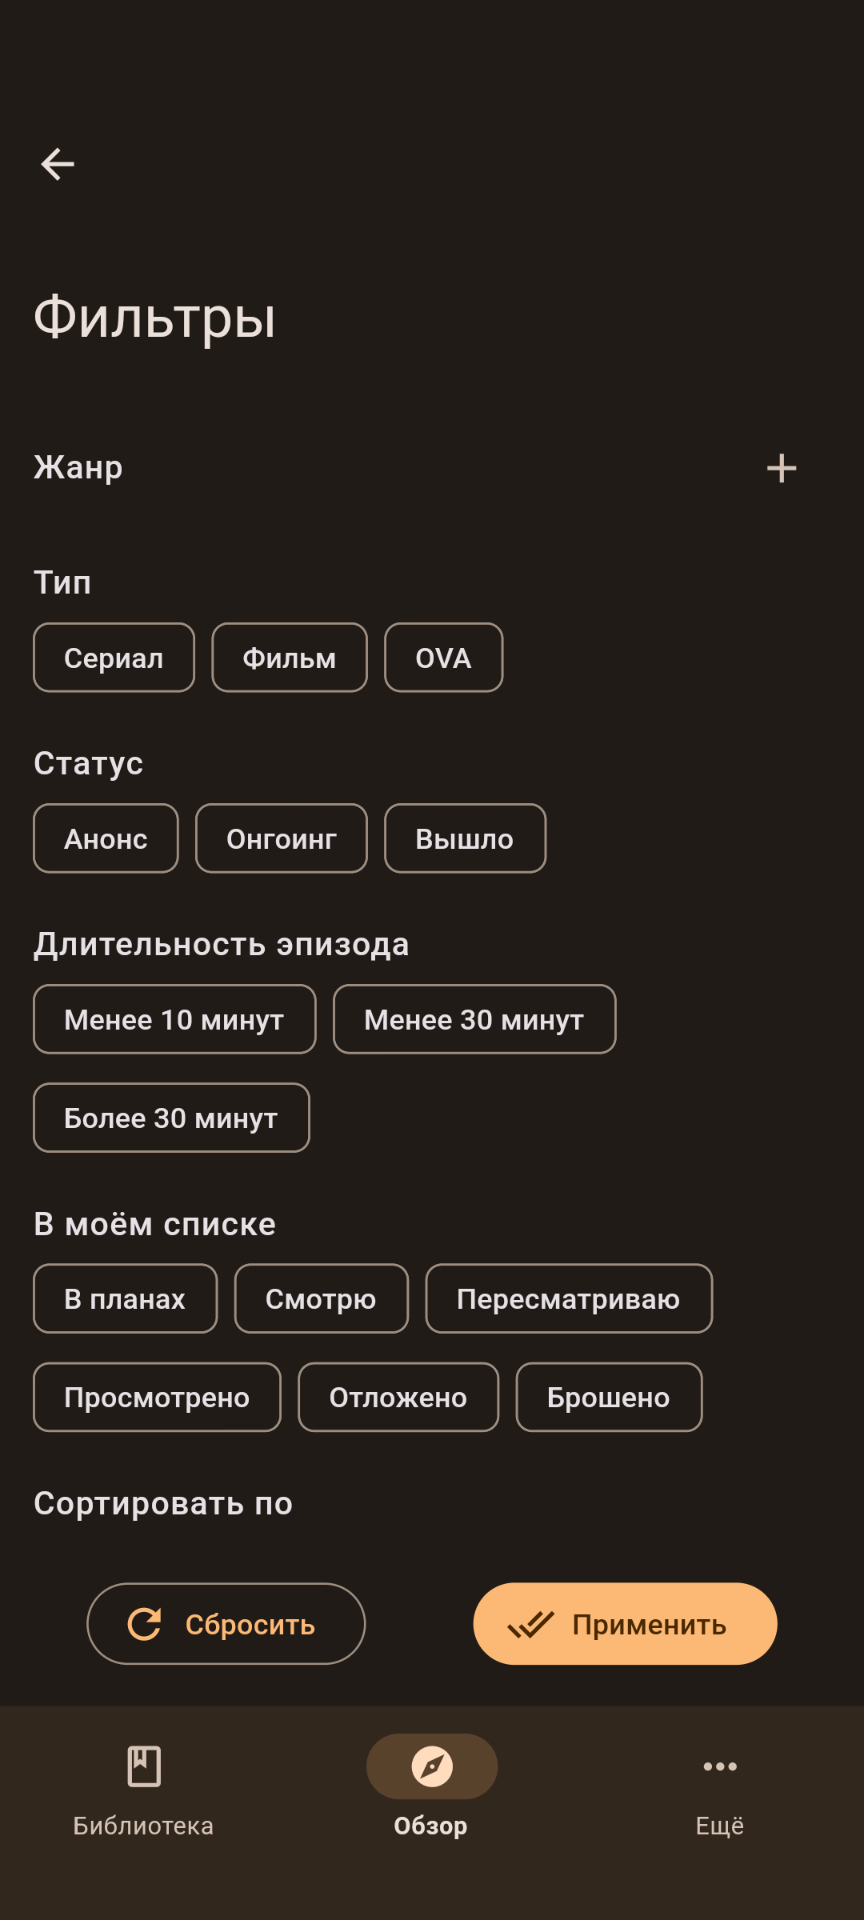 Фильтры
Жанр
Тип
Сериал Фильм OVA
Статус
Анонс Онгоинг Вышло
Длительность эпизода
Менее 10 минут Менее 30 минут
Более 30 минут
В моём списке
В планах Смотрю Пересматриваю
Просмотрено Отложено Брошено
Сортировать по
Сбросить Применить
Библиотека Обзор Ещё